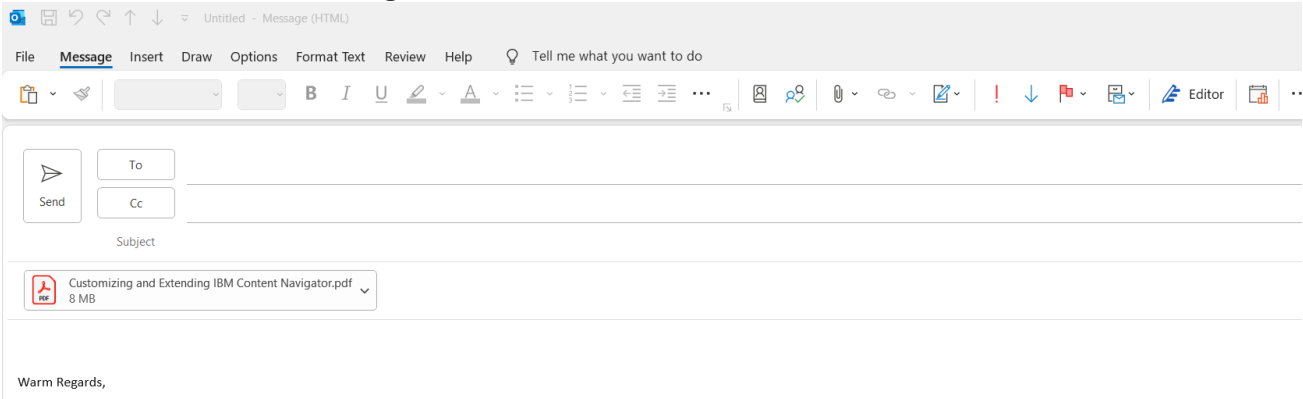 Untitled - Message (HTML)
File Message Insert Draw Options Format Text Review Help Tell me what you want to do
B I U A Editor
To
Send
Cc
Subject
Customizing and Extending IBM Content Navigator.pdf
PDF
8 MB
Warm Regards,